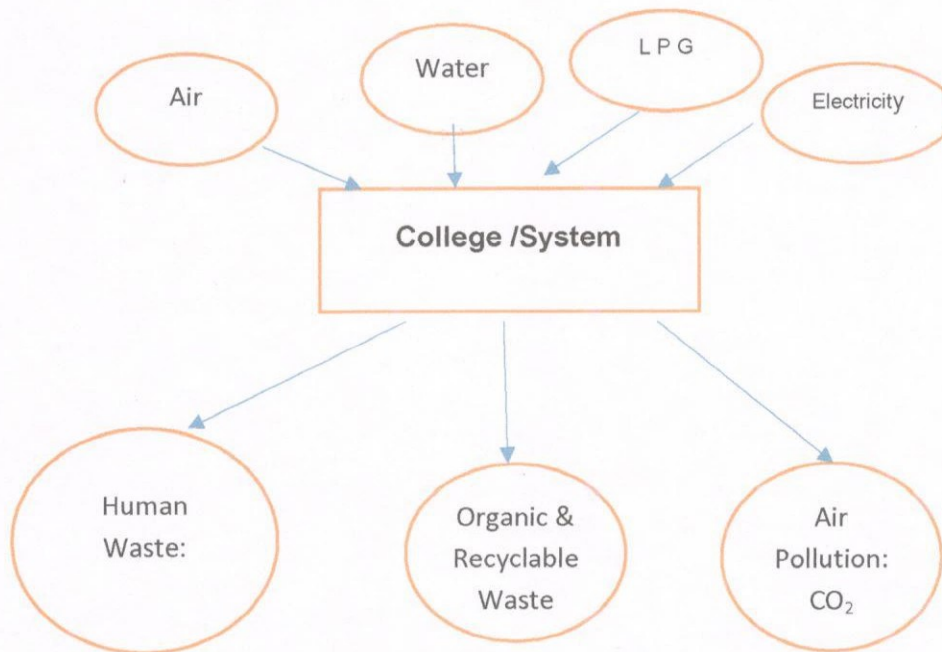 Air
Water
L P G
Electricity
College /System
Human
Waste:
Organic &
Recyclable
Waste
Air
Pollution:
CO₂